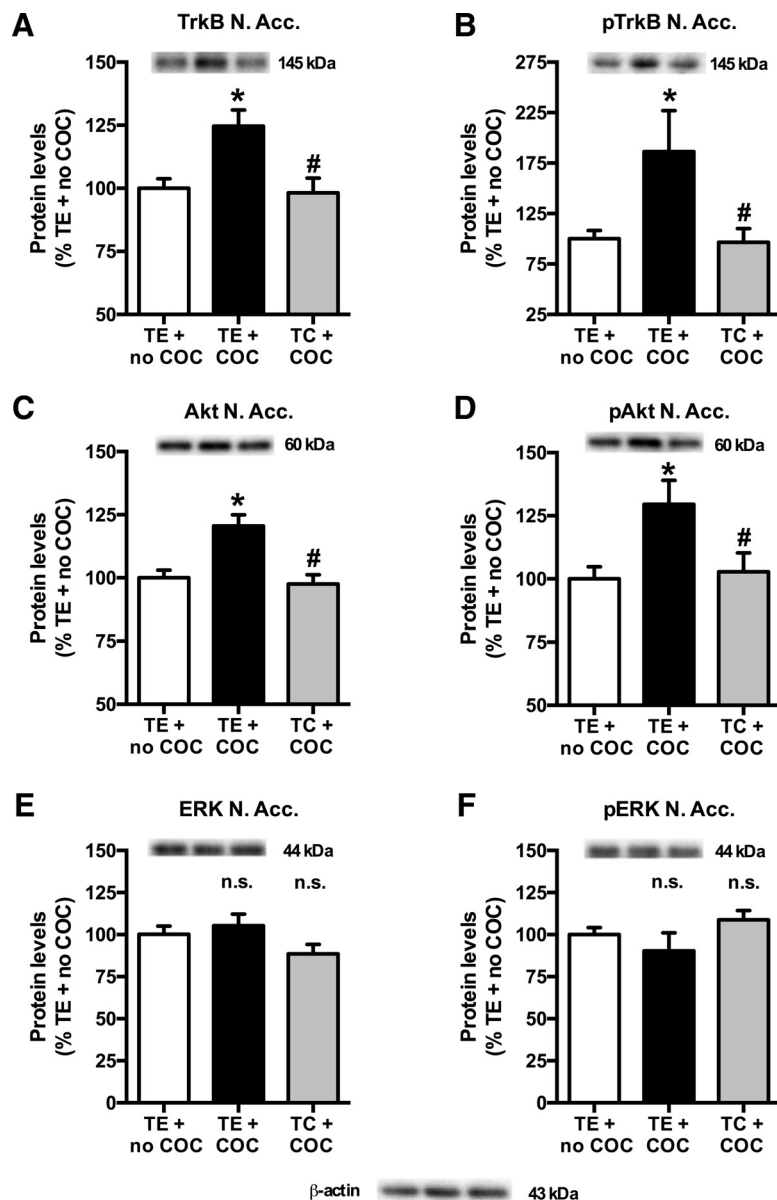 A
TrkB N. Acc.
145 kDa
Protein levels
(% TE + no COC)
150
125
100
75
50
*
#
TE +
no COC
TE +
COC
TC +
COC
B
pTrkB N. Acc.
145 kDa
Protein levels
(% TE + no COC)
275
225
175
125
75
25
*
#
TE +
no COC
TE +
COC
TC +
COC
C
Akt N. Acc.
60 kDa
Protein levels
(% TE + no COC)
150
125
100
75
50
*
#
TE +
no COC
TE +
COC
TC +
COC
D
pAkt N. Acc.
60 kDa
Protein levels
(% TE + no COC)
150
125
100
75
50
*
#
TE +
no COC
TE +
COC
TC +
COC
E
ERK N. Acc.
44 kDa
Protein levels
(% TE + no COC)
150
125
100
75
50
25
0
n.s.
n.s.
TE +
no COC
TE +
COC
TC +
COC
F
pERK N. Acc.
44 kDa
Protein levels
(% TE + no COC)
150
125
100
75
50
25
0
n.s.
n.s.
TE +
no COC
TE +
COC
TC +
COC
β-actin
43 kDa